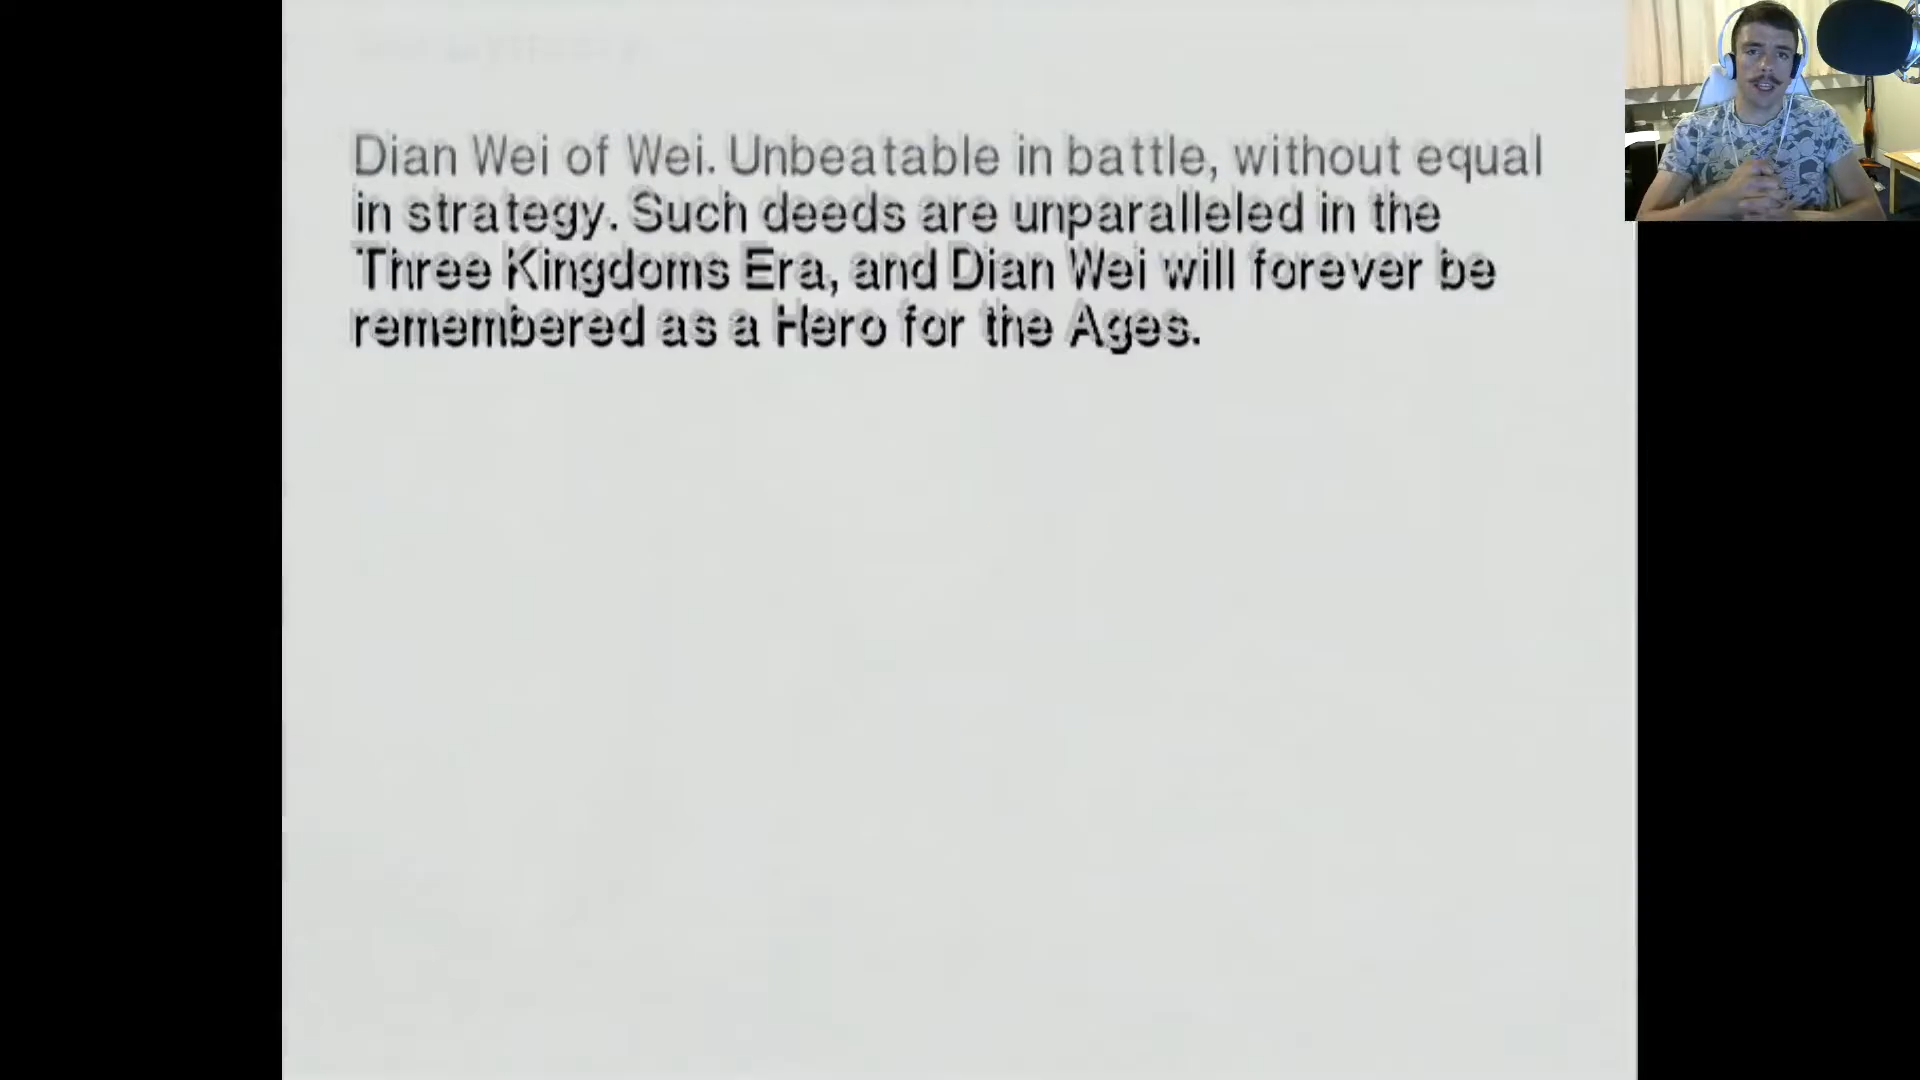 Dian Wei of Wei. Unbeatable in battle, without equal
in strategy. Such deeds are unparalleled in the
Three Kingdoms Era, and Dian Wei will forever be
remembered as a Hero for the Ages.